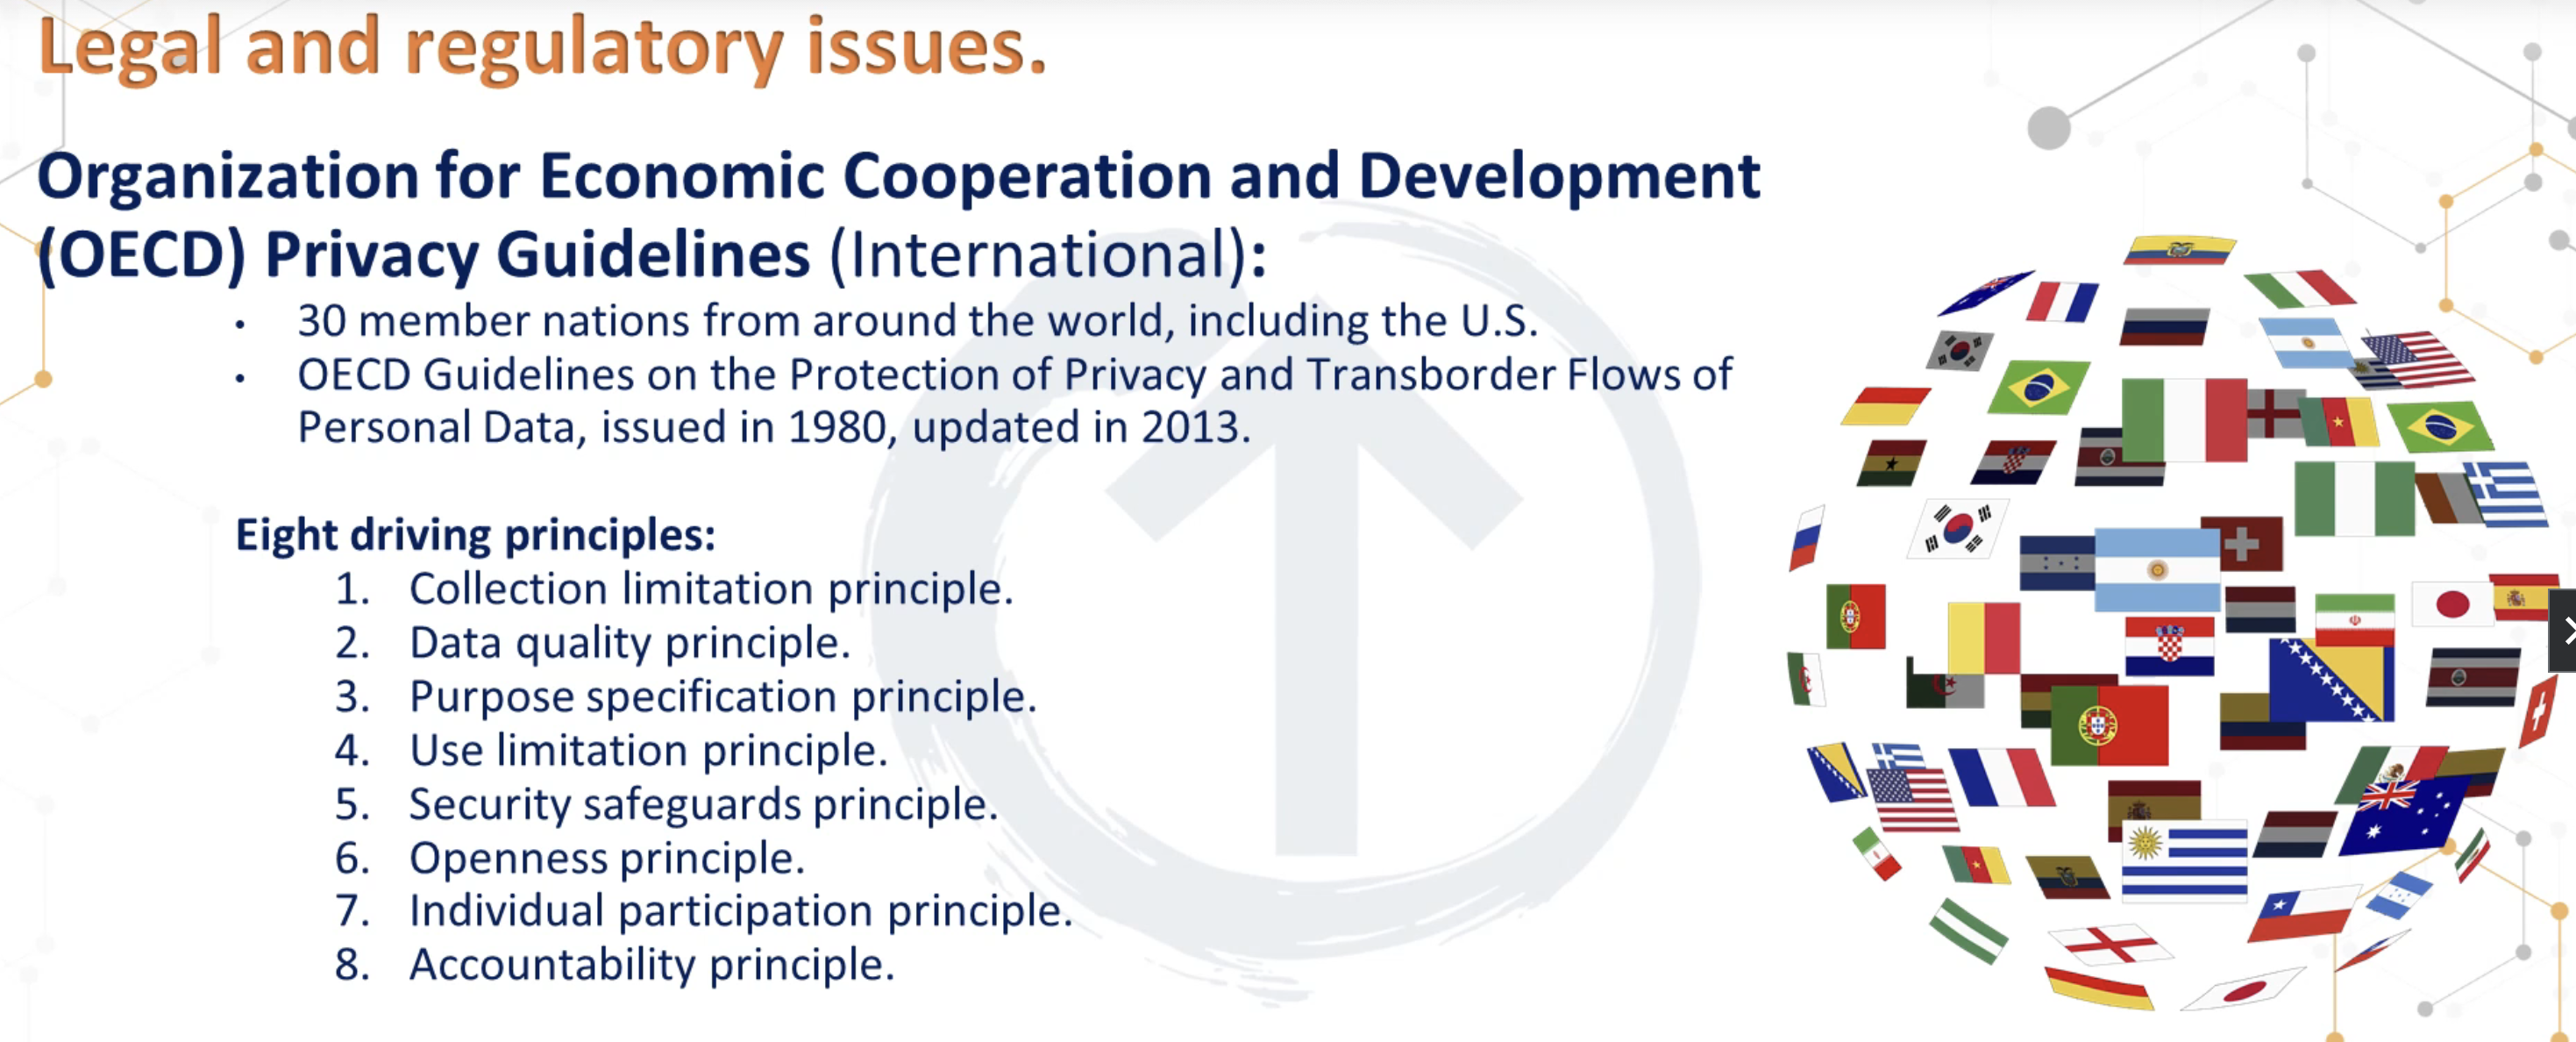 Legal and regulatory issues.
Organization for Economic Cooperation and Development
(OECD) Privacy Guidelines (International):
• 30 member nations from around the world, including the U.S.
• OECD Guidelines on the Protection of Privacy and Transborder Flows of
Personal Data, issued in 1980, updated in 2013.
Eight driving principles:
1. Collection limitation principle.
2. Data quality principle.
3. Purpose specification principle.
4. Use limitation principle.
5. Security safeguards principle.
6. Openness principle.
7. Individual participation principle.
8. Accountability principle.